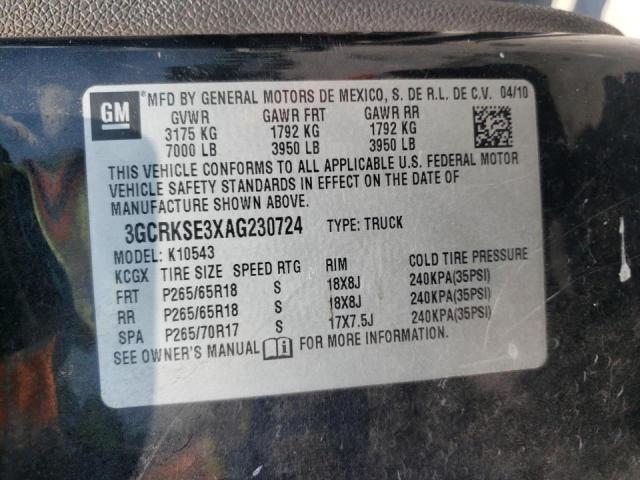 GM
®MFD BY GENERAL MOTORS DE MEXICO, S. DE R.L. DE C.V. 04/10
GVWR GAWR FRT GAWR RR
3175 KG 1792 KG 1792 KG
7000 LB 3950 LB 3950 LB
THIS VEHICLE CONFORMS TO ALL APPLICABLE U.S. FEDERAL MOTOR
VEHICLE SAFETY STANDARDS IN EFFECT ON THE DATE OF
MANUFACTURE SHOWN ABOVE.
3GCRKSE3XAG230724 TYPE: TRUCK
MODEL: K10543
KCGX TIRE SIZE SPEED RTG RIM COLD TIRE PRESSURE
FRT P265/65R18 S 18X8J 240KPA(35PSI)
RR P265/65R18 S 18X8J 240KPA(35PSI)
SPA P265/70R17 S 17X7.5J 240KPA(35PSI)
SEE OWNER'S MANUAL i FOR MORE INFORMATION.